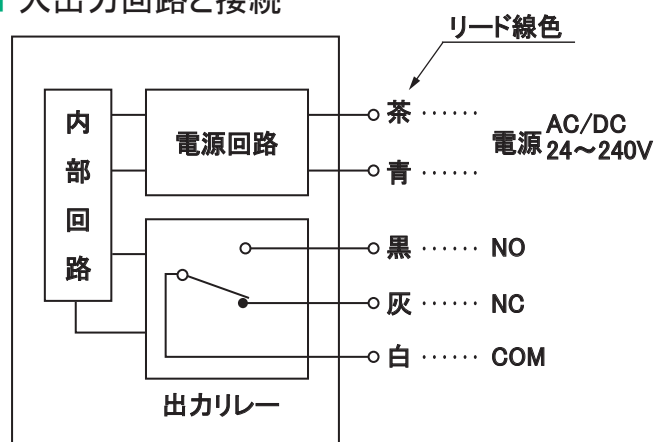 入出力回路と接続
リード線色
内部回路
電源回路
茶 ‥‥‥
青 ‥‥‥
電源 AC/DC
24～240V
黒 ‥‥‥ NO
灰 ‥‥‥ NC
白 ‥‥‥ COM
出力リレー